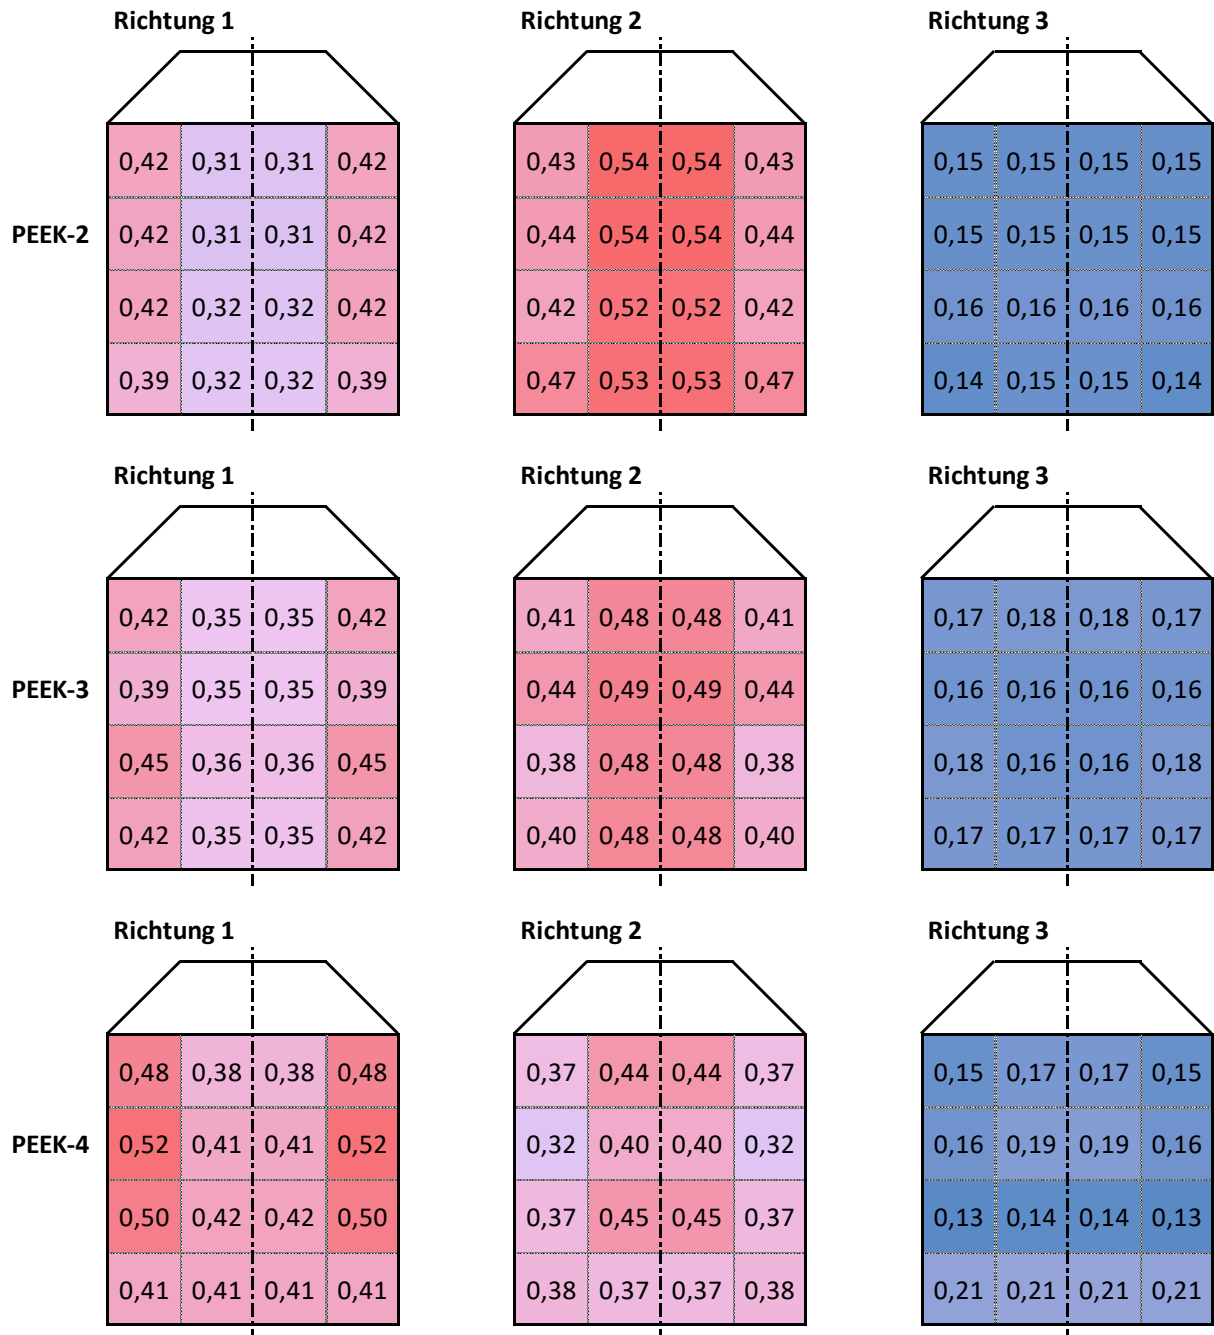 Richtung 1 Richtung 2 Richtung 3
0,42 0,31 0,31 0,42 0,43 0,54 0,54 0,43 0,15 0,15 0,15 0,15
PEEK-2 0,42 0,31 0,31 0,42 0,44 0,54 0,54 0,44 0,15 0,15 0,15 0,15
0,42 0,32 0,32 0,42 0,42 0,52 0,52 0,42 0,16 0,16 0,16 0,16
0,39 0,32 0,32 0,39 0,47 0,53 0,53 0,47 0,14 0,15 0,15 0,14
Richtung 1 Richtung 2 Richtung 3
0,42 0,35 0,35 0,42 0,41 0,48 0,48 0,41 0,17 0,18 0,18 0,17
PEEK-3 0,39 0,35 0,35 0,39 0,44 0,49 0,49 0,44 0,16 0,16 0,16 0,16
0,45 0,36 0,36 0,45 0,38 0,48 0,48 0,38 0,18 0,16 0,16 0,18
0,42 0,35 0,35 0,42 0,40 0,48 0,48 0,40 0,17 0,17 0,17 0,17
Richtung 1 Richtung 2 Richtung 3
0,48 0,38 0,38 0,48 0,37 0,44 0,44 0,37 0,15 0,17 0,17 0,15
PEEK-4 0,52 0,41 0,41 0,52 0,32 0,40 0,40 0,32 0,16 0,19 0,19 0,16
0,50 0,42 0,42 0,50 0,37 0,45 0,45 0,37 0,13 0,14 0,14 0,13
0,41 0,41 0,41 0,41 0,38 0,37 0,37 0,38 0,21 0,21 0,21 0,21